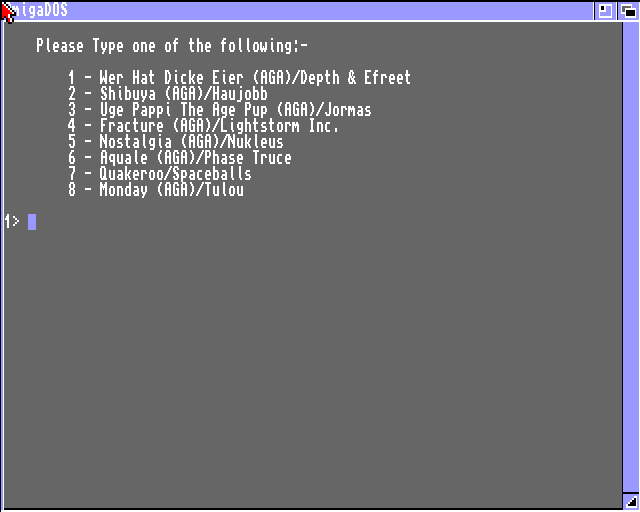 migaDOS
Please Type one of the following:-
1 - Wer Hat Dicke Eier (AGA)/Depth & Efreet
2 - Shibuya (AGA)/Haujobb
3 - Uge Pappi The Age Pup (AGA)/Jormas
4 - Fracture (AGA)/Lightstorm Inc.
5 - Nostalgia (AGA)/Nukleus
6 - Aquale (AGA)/Phase Truce
7 - Quakeroo/Spaceballs
8 - Monday (AGA)/Tulou
1>